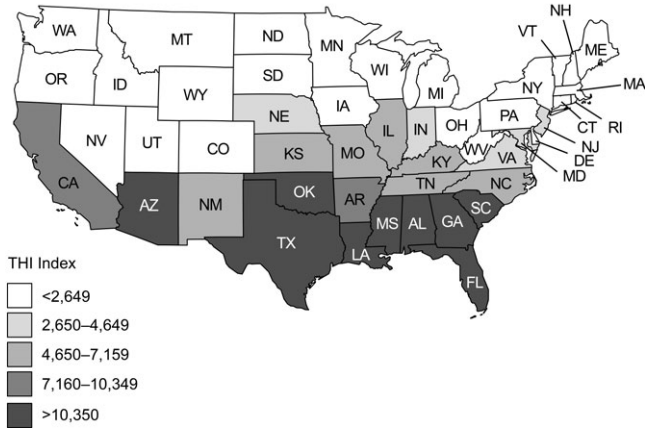 NH
VT
WA
MT
ND
MN
ME
OR
ID
SD
WI
MI
NY
MA
WY
IA
PA
NE
IL
IN
OH
CT
RI
NV
UT
CO
WV
NJ
KS
MO
KY
VA
DE
MD
CA
AZ
NM
OK
AR
TN
NC
SC
TX
MS
AL
GA
LA
FL
THI Index
<2,649
2,650–4,649
4,650–7,159
7,160–10,349
>10,350